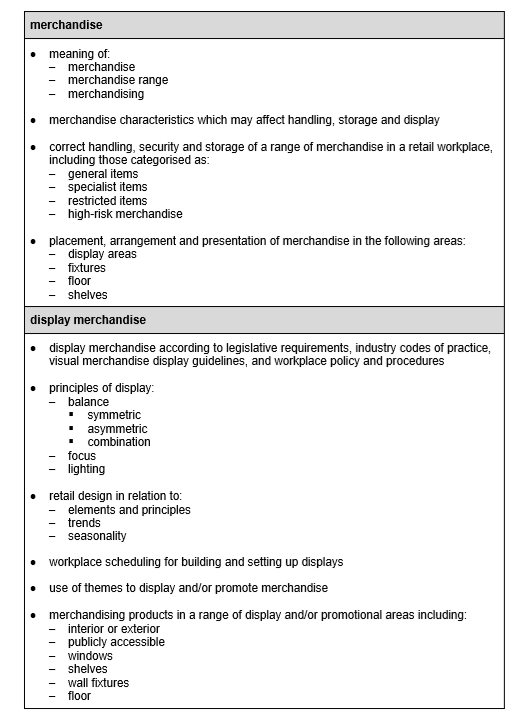 merchandise
● meaning of:
– merchandise
– merchandise range
– merchandising
● merchandise characteristics which may affect handling, storage and display
● correct handling, security and storage of a range of merchandise in a retail workplace,
including those categorised as:
– general items
– specialist items
– restricted items
– high-risk merchandise
● placement, arrangement and presentation of merchandise in the following areas:
– display areas
– fixtures
– floor
– shelves
display merchandise
● display merchandise according to legislative requirements, industry codes of practice,
visual merchandise display guidelines, and workplace policy and procedures
● principles of display:
– balance
▪ symmetric
▪ asymmetric
▪ combination
– focus
– lighting
● retail design in relation to:
– elements and principles
– trends
– seasonality
● workplace scheduling for building and setting up displays
● use of themes to display and/or promote merchandise
● merchandising products in a range of display and/or promotional areas including:
– interior or exterior
– publicly accessible
– windows
– shelves
– wall fixtures
– floor